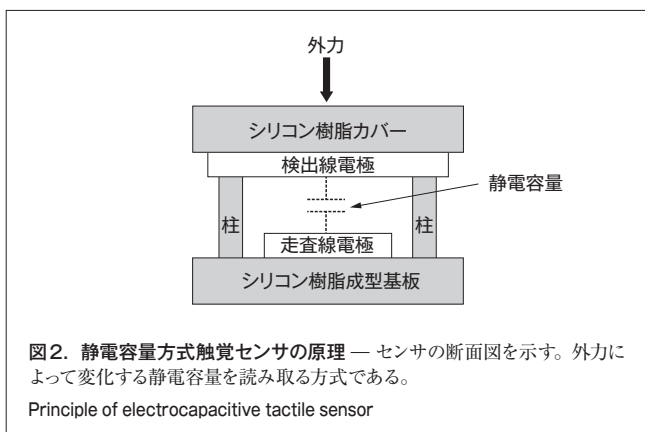 外力
シリコン樹脂カバー
検出線電極
静電容量
柱
柱
走査線電極
シリコン樹脂成型基板
図2. 静電容量方式触覚センサの原理 — センサの断面図を示す。外力に
よって変化する静電容量を読み取る方式である。
Principle of electrocapacitive tactile sensor